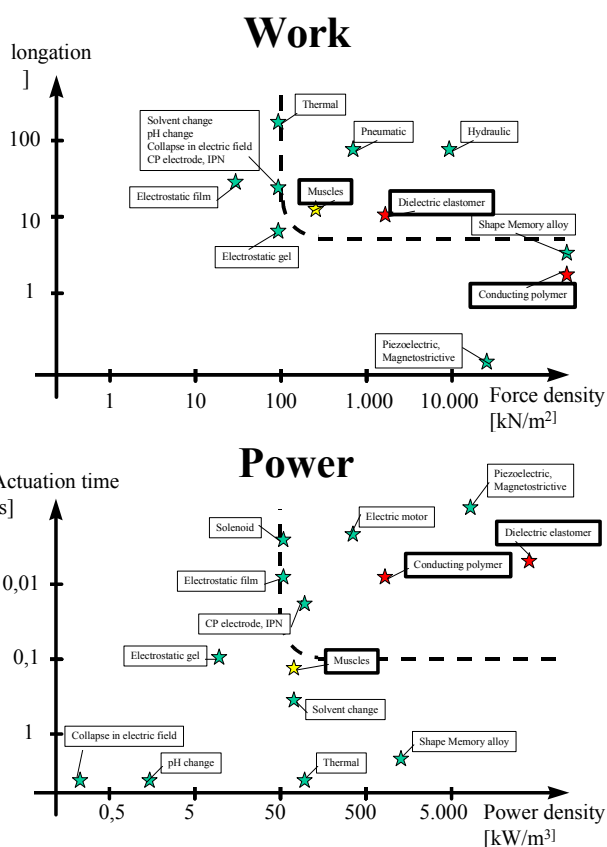 Work
longation
]
Thermal
Solvent change
pH change
Collapse in electric field
CP electrode, IPN
Pneumatic
Hydraulic
100
Muscles
Electrostatic film
Dielectric elastomer
10
Shape Memory alloy
Electrostatic gel
1
Conducting polymer
Piezoelectric,
Magnetostrictive
1
10
100
1.000
10.000
Force density
[kN/m²]
Power
Actuation time
s]
Piezoelectric,
Magnetostrictive
Solenoid
Electric motor
Dielectric elastomer
Electrostatic film
Conducting polymer
0,01
CP electrode, IPN
Electrostatic gel
0,1
Muscles
Solvent change
1
Collapse in electric field
Shape Memory alloy
pH change
Thermal
0,5
5
50
500
5.000
Power density
[kW/m³]